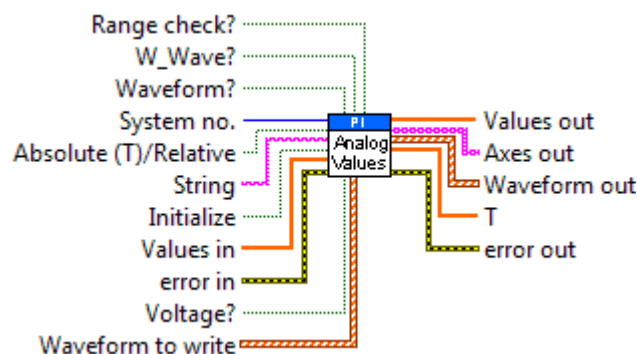 Range check?
W_Wave?
Waveform?
System no.
Absolute (T)/Relative
String
Initialize
Values in
error in
Voltage?
Waveform to write
PI
Analog
Values
Values out
Axes out
Waveform out
T
error out